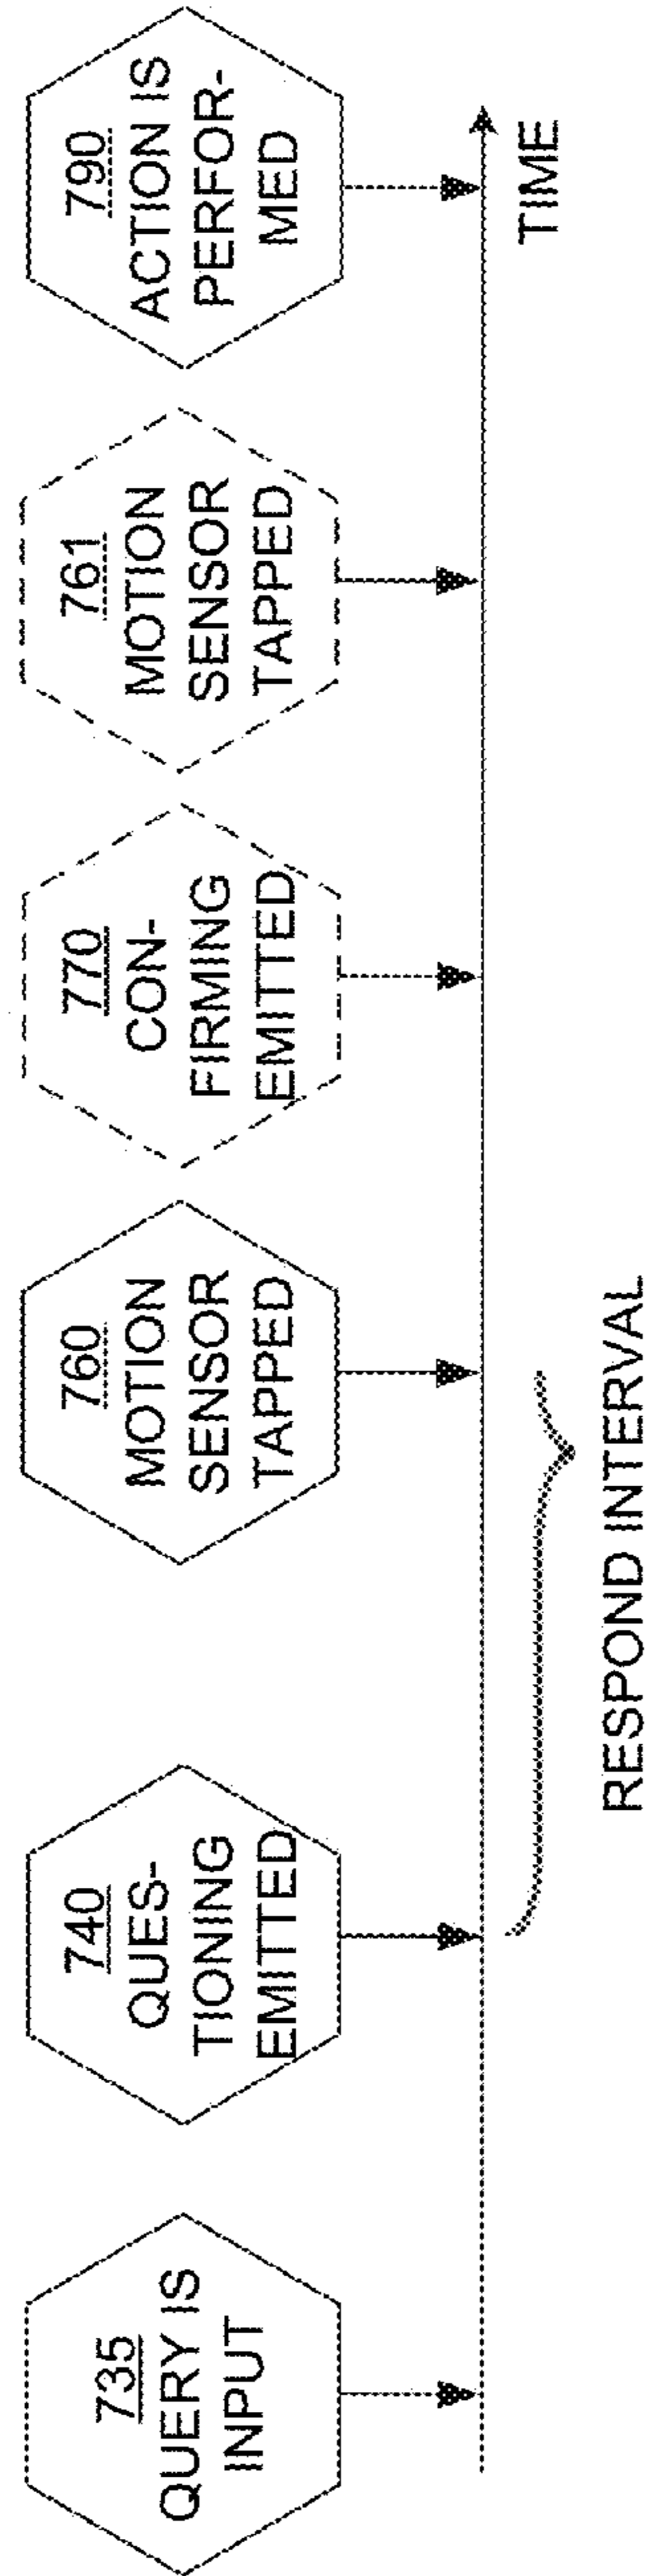 735
QUERY IS
INPUT
740
QUES-
TIONING
EMITTED
760
MOTION
SENSOR
TAPPED
770
CON-
FIRMING
EMITTED
761
MOTION
SENSOR
TAPPED
790
ACTION IS
PERFOR-
MED
TIME
RESPOND INTERVAL